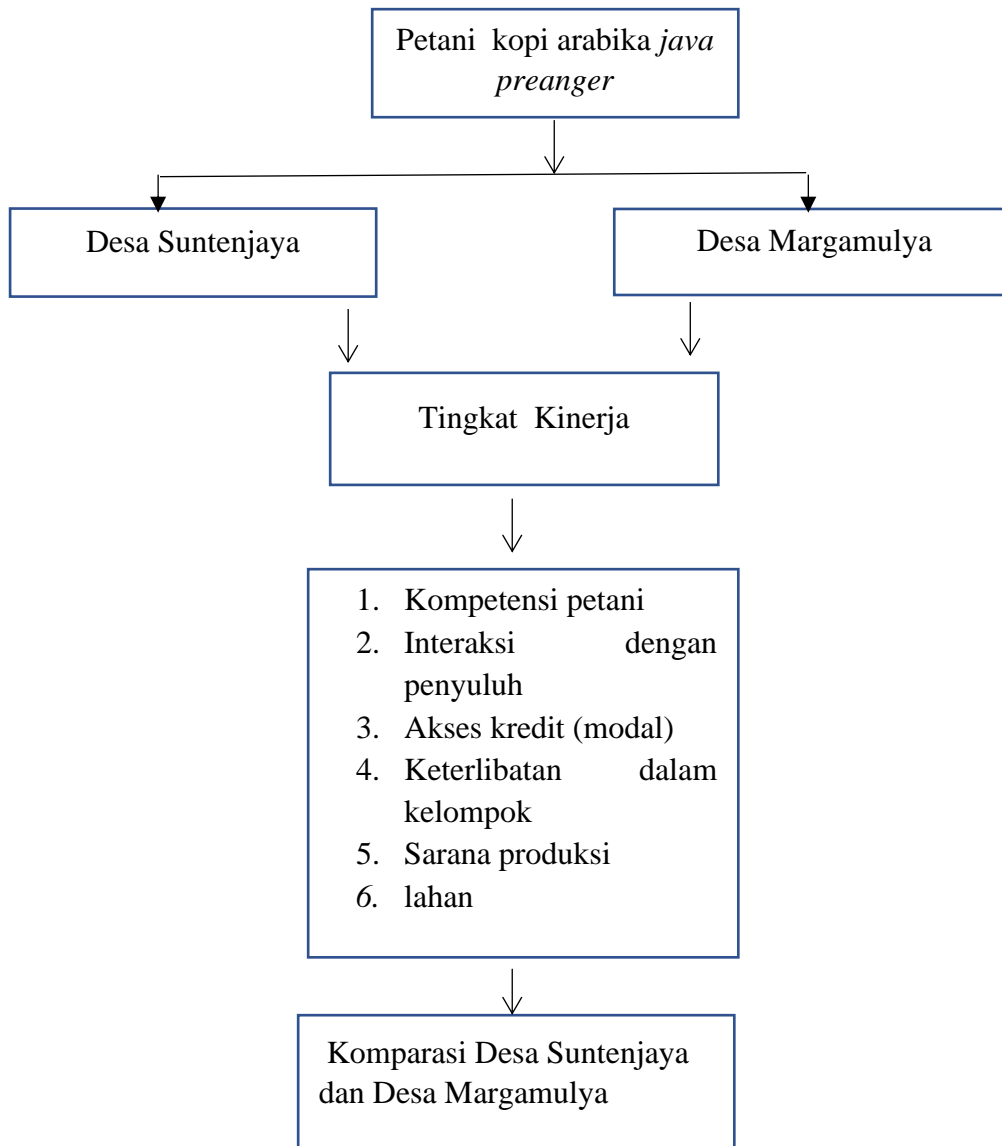 Petani kopi arabika java
preanger
Desa Suntenjaya
Desa Margamulya
Tingkat Kinerja
1. Kompetensi petani
2. Interaksi dengan
penyuluh
3. Akses kredit (modal)
4. Keterlibatan dalam
kelompok
5. Sarana produksi
6. lahan
Komparasi Desa Suntenjaya
dan Desa Margamulya